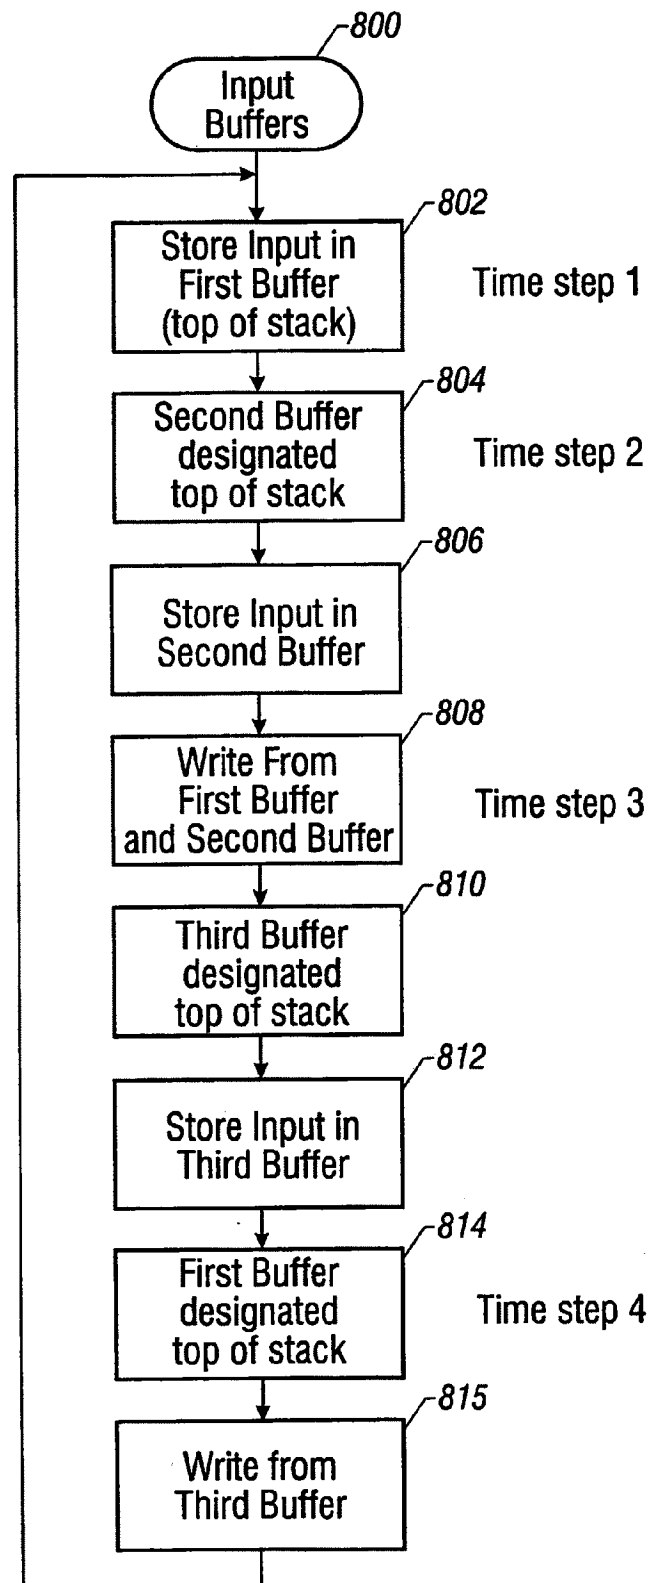 800
Input
Buffers
802
Store Input in
First Buffer
(top of stack)
Time step 1
804
Second Buffer
designated
top of stack
Time step 2
806
Store Input in
Second Buffer
808
Write From
First Buffer
and Second Buffer
Time step 3
810
Third Buffer
designated
top of stack
812
Store Input in
Third Buffer
814
First Buffer
designated
top of stack
Time step 4
815
Write from
Third Buffer